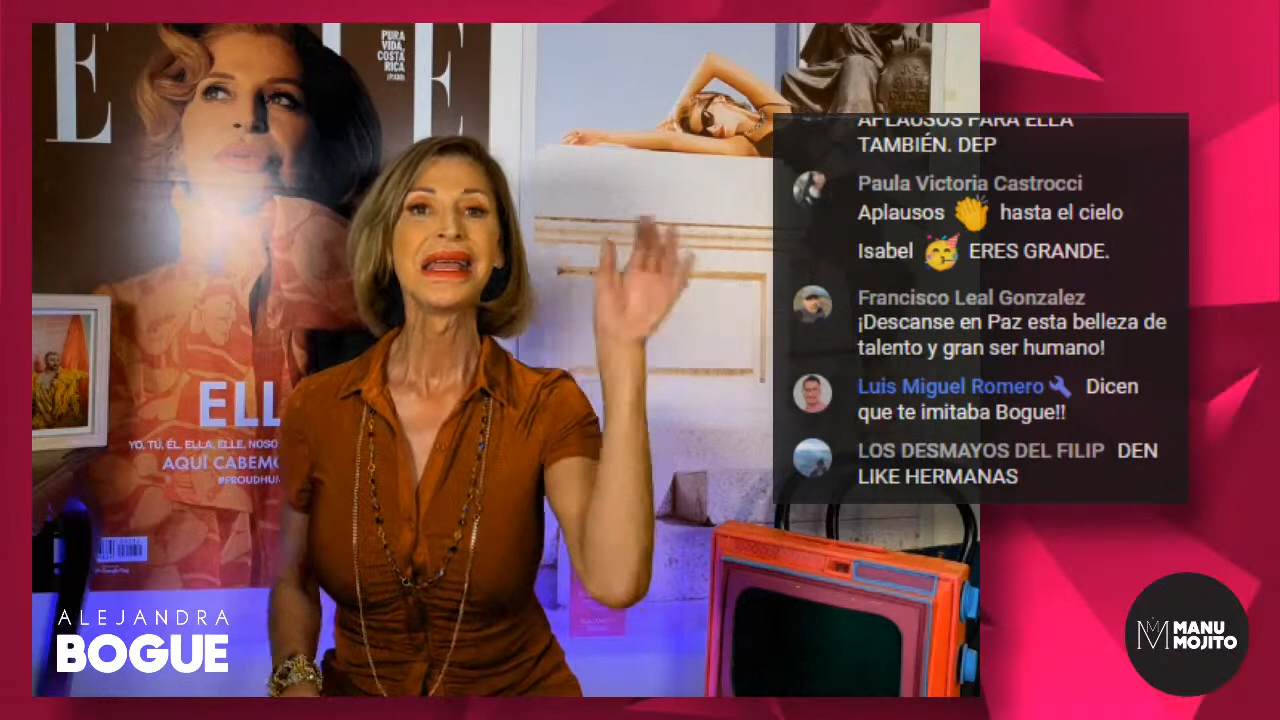 E L E
PURA
VIDA,
COSTA
RICA
ELL
YO, TÚ, ÉL, ELLA, ELLE, NOSO
AQUÍ CABEMO
#PROUDHU
ALEJANDRA
BOGUE
APLAUSOS PARA ELLA
TAMBIÉN. DEP
Paula Victoria Castrocci
Aplausos 👏 hasta el cielo
Isabel 🥳 ERES GRANDE.
Francisco Leal Gonzalez
¡Descanse en Paz esta belleza de
talento y gran ser humano!
Luis Miguel Romero🔧 Dicen
que te imitaba Bogue!!
LOS DESMAYOS DEL FILIP DEN
LIKE HERMANAS
M MANU
MOJITO